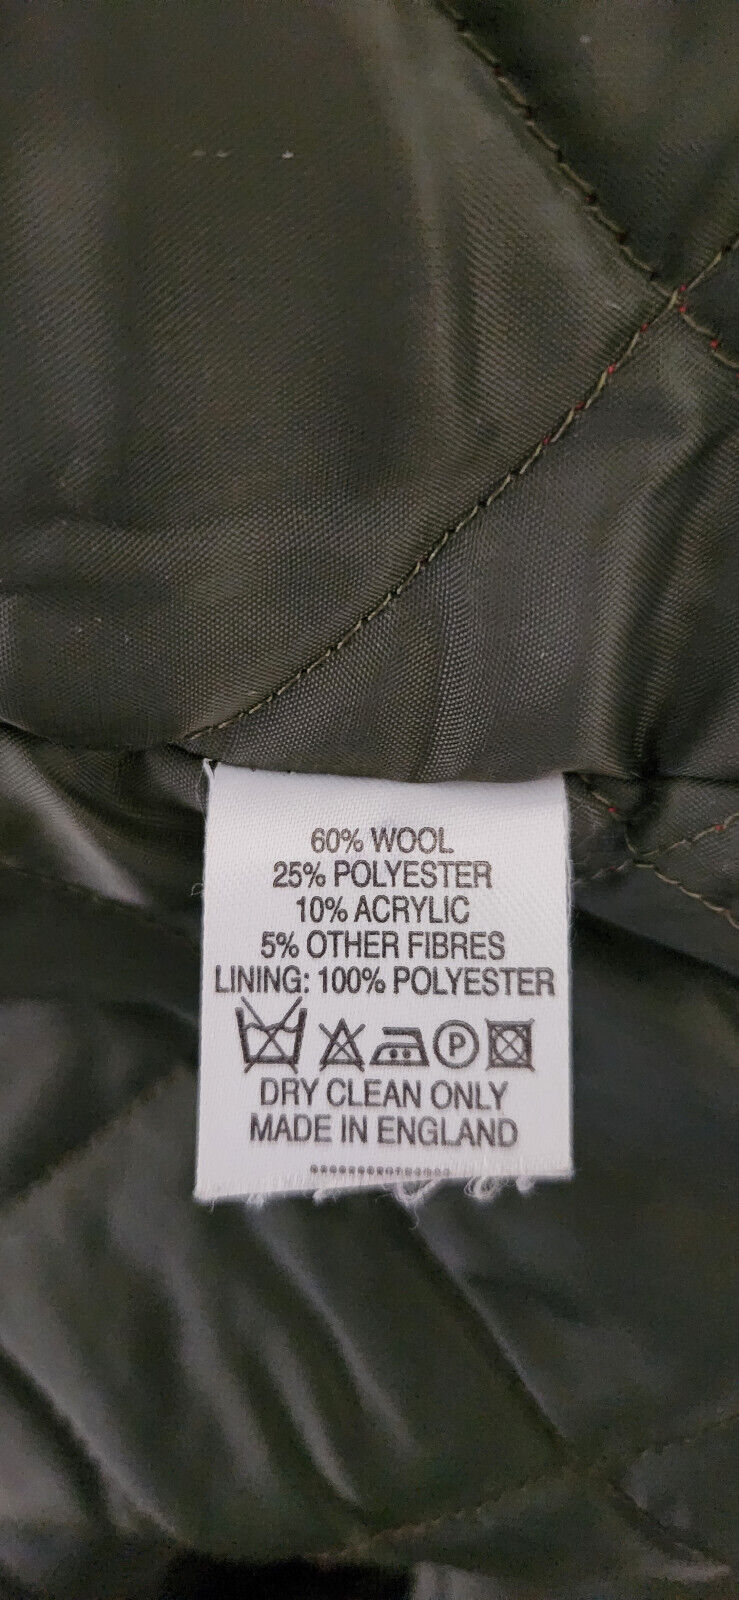 60% WOOL
25% POLYESTER
10% ACRYLIC
5% OTHER FIBRES
LINING: 100% POLYESTER
P
DRY CLEAN ONLY
MADE IN ENGLAND